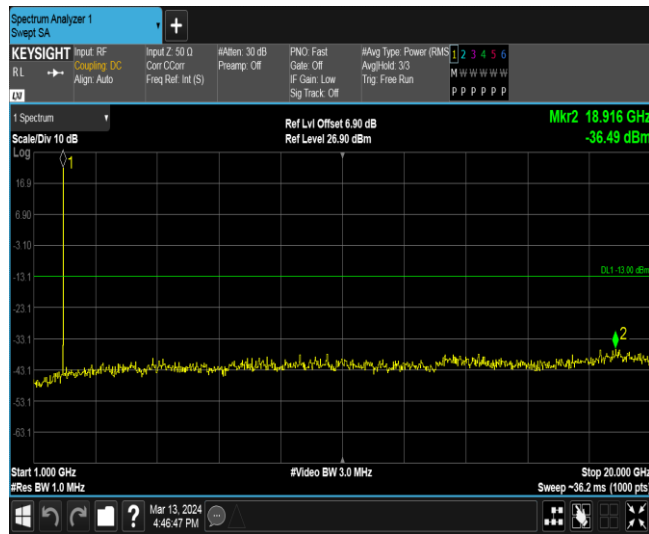 Spectrum Analyzer 1
Swept SA
+
KEYSIGHT
RL
LXI
Input: RF
Coupling: DC
Align: Auto
Input Z: 50 Ω
Corr CCorr
Freq Ref: Int (S)
#Atten: 30 dB
Preamp: Off
PNO: Fast
Gate: Off
IF Gain: Low
Sig Track: Off
#Avg Type: Power (RMS
Avg|Hold: 3/3
Trig: Free Run
1 2 3 4 5 6
M W W W W W
P P P P P P
1 Spectrum
Scale/Div 10 dB
Log
Ref Lvl Offset 6.90 dB
Ref Level 26.90 dBm
Mkr2 18.916 GHz
-36.49 dBm
1
16.9
6.90
-3.10
-13.1
DL1 -13.00 dBm
-23.1
-33.1
2
-43.1
-53.1
-63.1
Start 1.000 GHz
#Res BW 1.0 MHz
#Video BW 3.0 MHz
Stop 20.000 GHz
Sweep ~36.2 ms (1000 pts)
?
Mar 13, 2024
4:46:47 PM